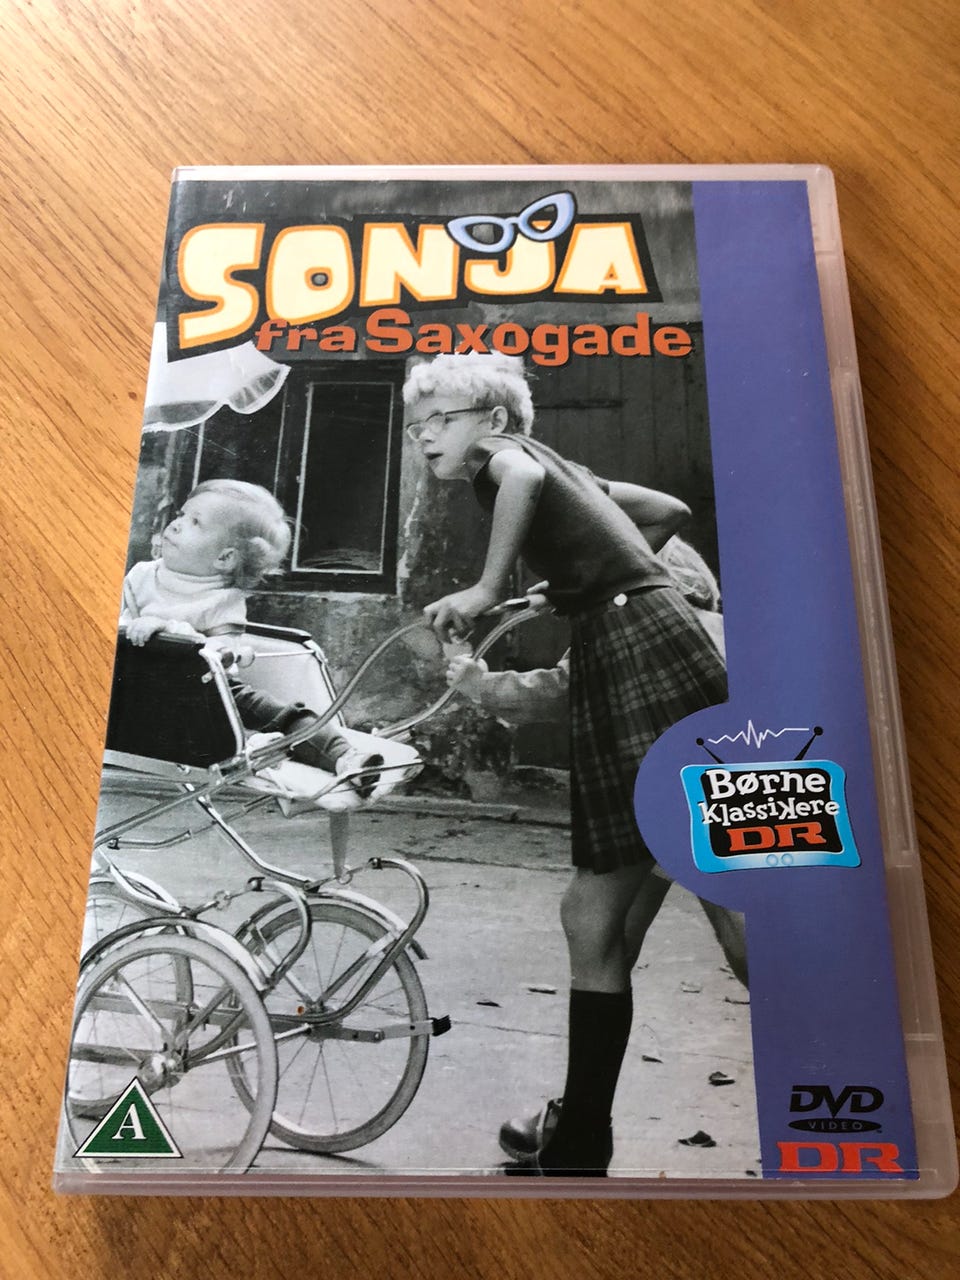 SONJA
fra Saxogade
Børne
Klassikere
DR
A
DVD
VIDEO
DR